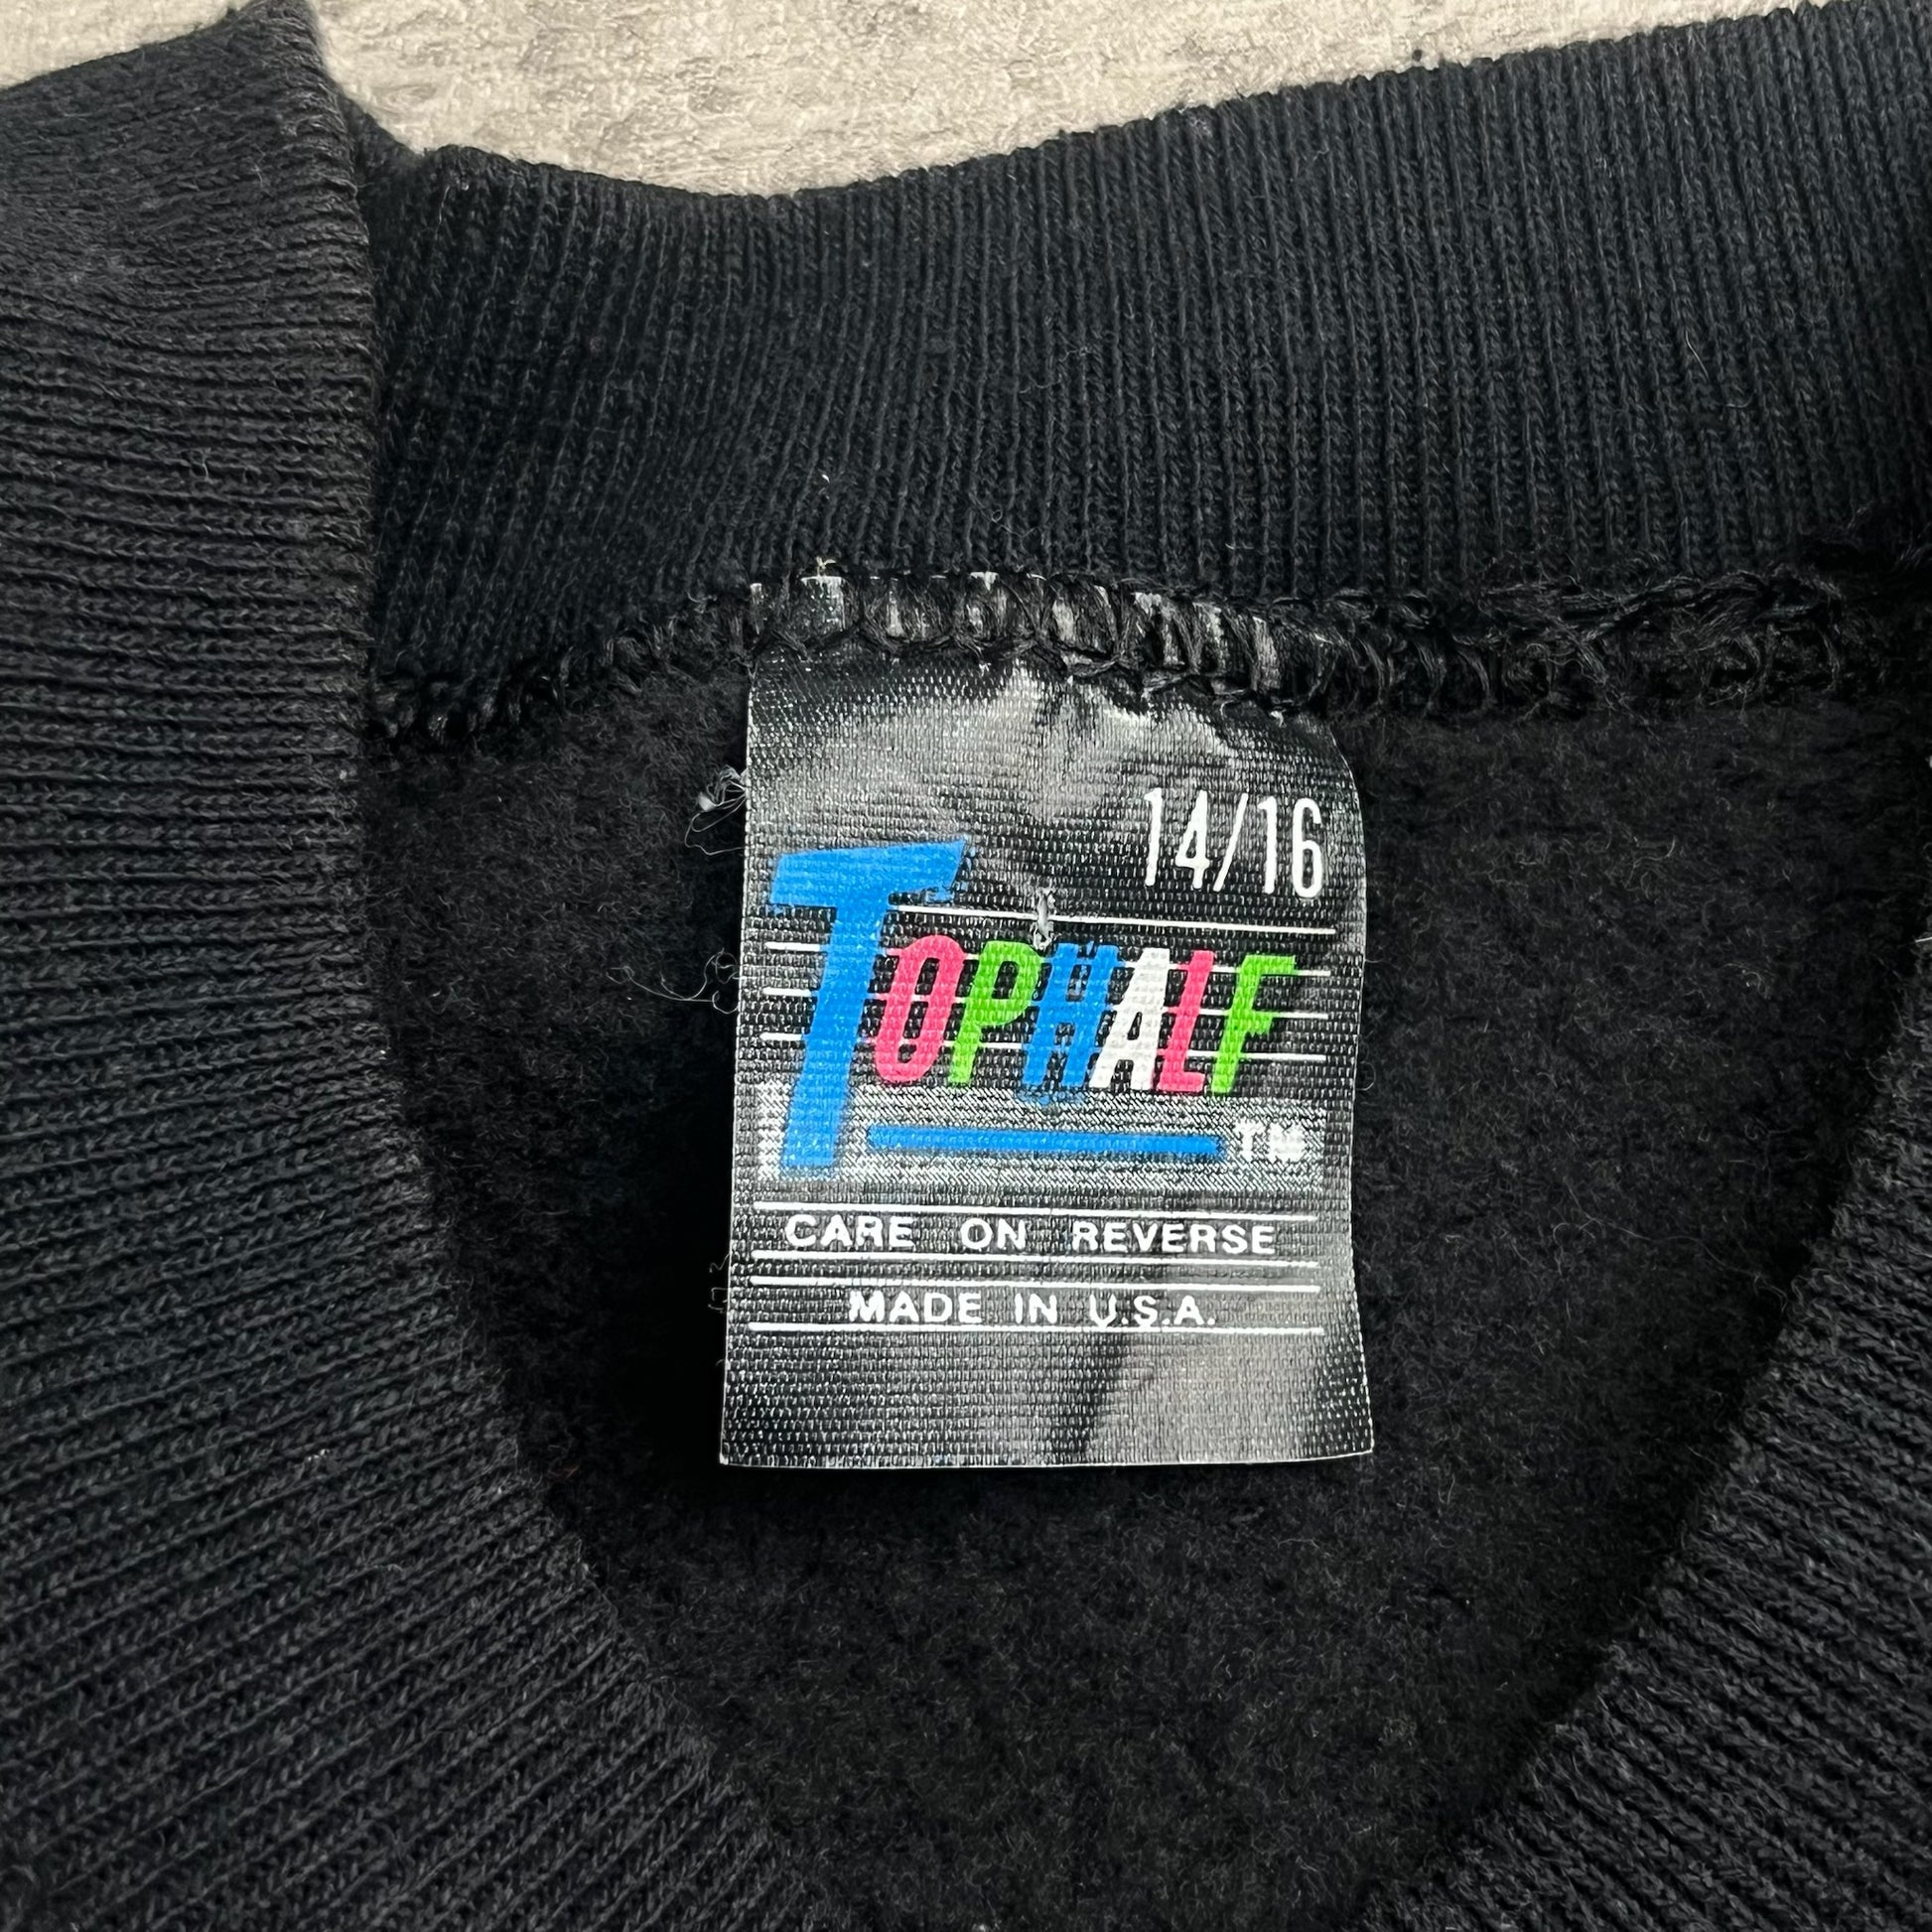 14/16
TOPHALF
TM
CARE ON REVERSE
MADE IN U.S.A.